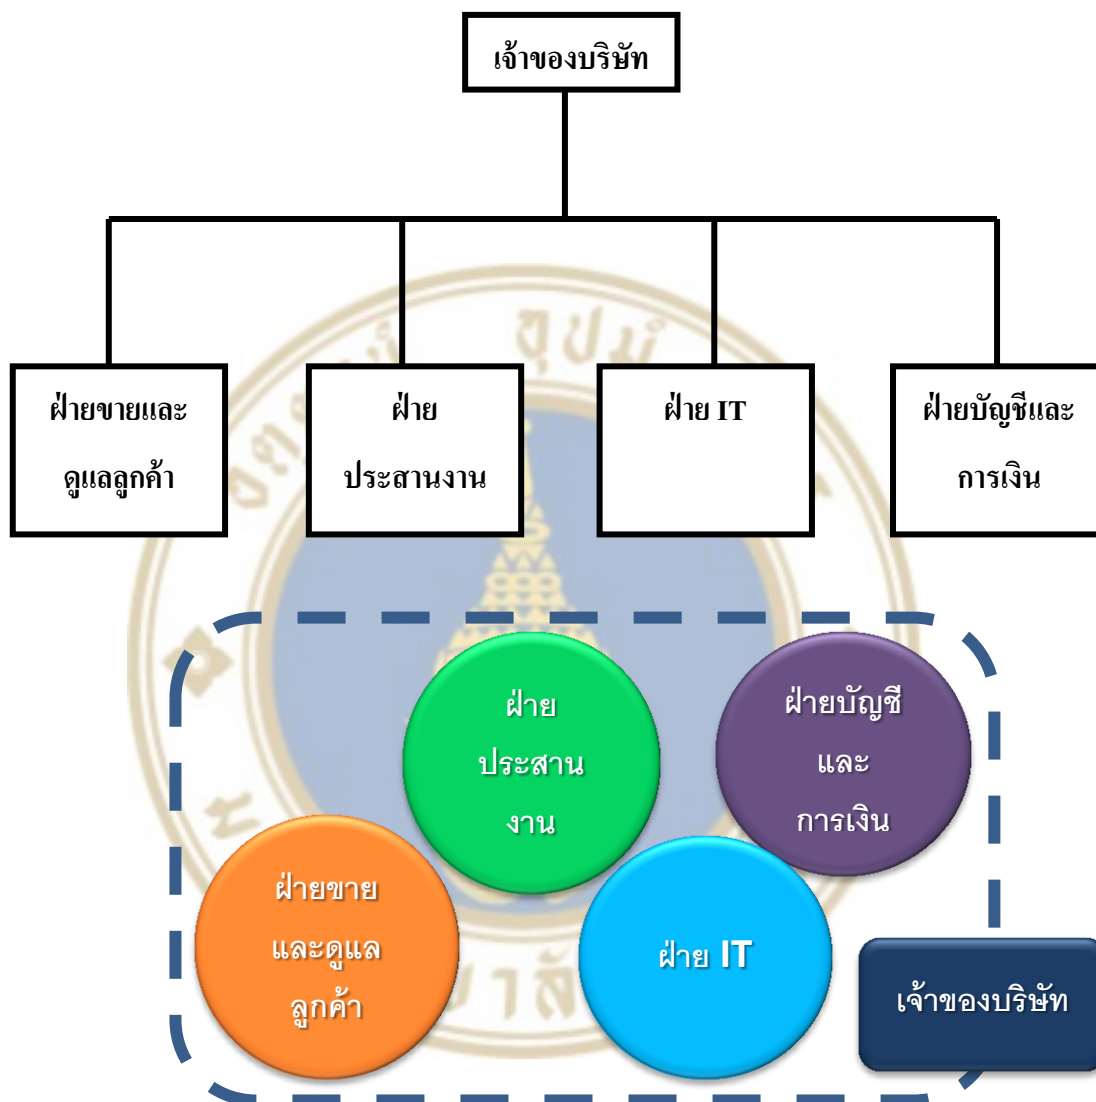 เจ้าของบริษัท
ฝ่ายขายและ
ดูแลลูกค้า
ฝ่าย
ประสานงาน
ฝ่าย IT
ฝ่ายบัญชีและ
การเงิน
ฝ่าย
ประสาน
งาน
ฝ่ายบัญชี
และ
การเงิน
ฝ่ายขาย
และดูแล
ลูกค้า
ฝ่าย IT
เจ้าของบริษัท